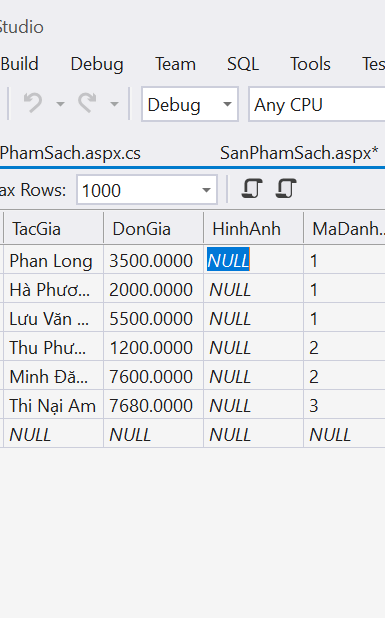 Studio
Build Debug Team SQL Tools Tes
Debug Any CPU
PhamSach.aspx.cs SanPhamSach.aspx*
ax Rows: 1000
TacGia DonGia HinhAnh MaDanh...
Phan Long 3500.0000 NULL 1
Hà Phươ... 2000.0000 NULL 1
Lưu Văn ... 5500.0000 NULL 1
Thu Phư... 1200.0000 NULL 2
Minh Đă... 7600.0000 NULL 2
Thi Nại Am 7680.0000 NULL 3
NULL NULL NULL NULL